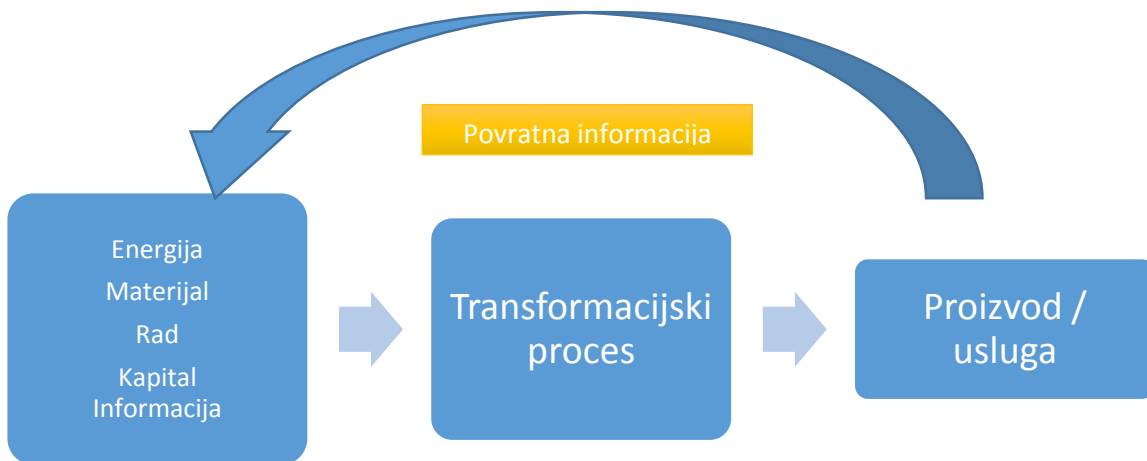 Povratna informacija
Energija
Materijal
Rad
Kapital
Informacija
Transformacijski
proces
Proizvod /
usluga